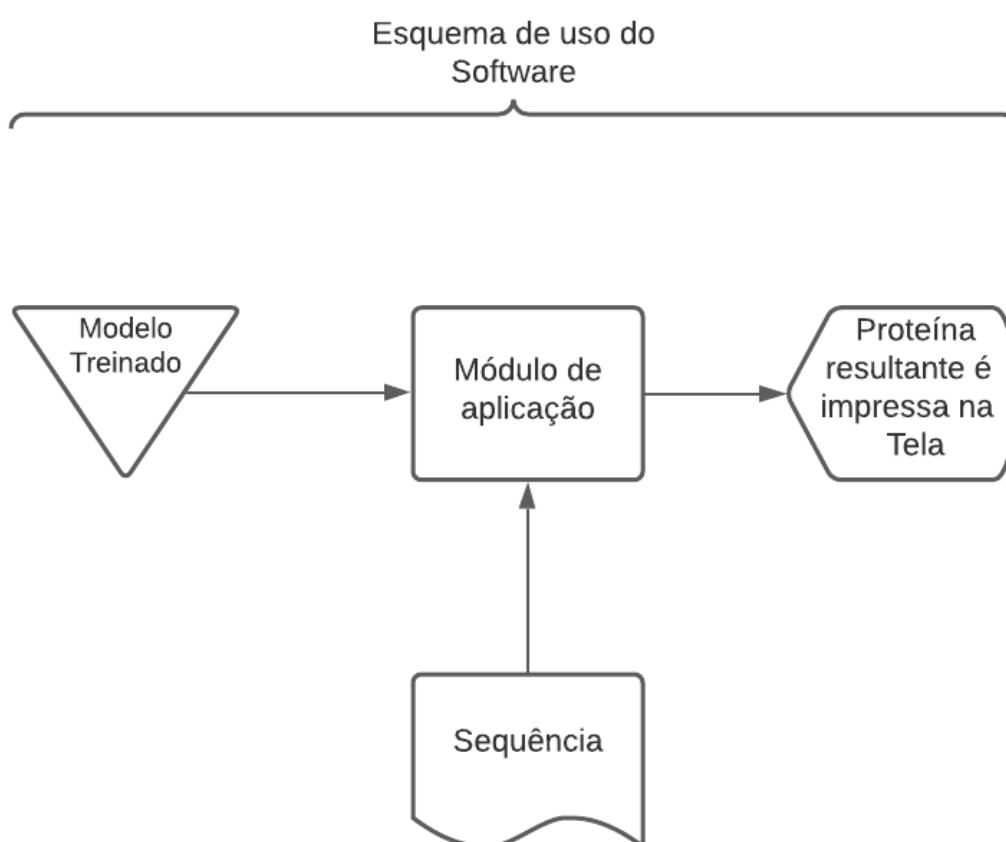 Esquema de uso do
Software
Modelo
Treinado
Módulo de
aplicação
Proteína
resultante é
impressa na
Tela
Sequência